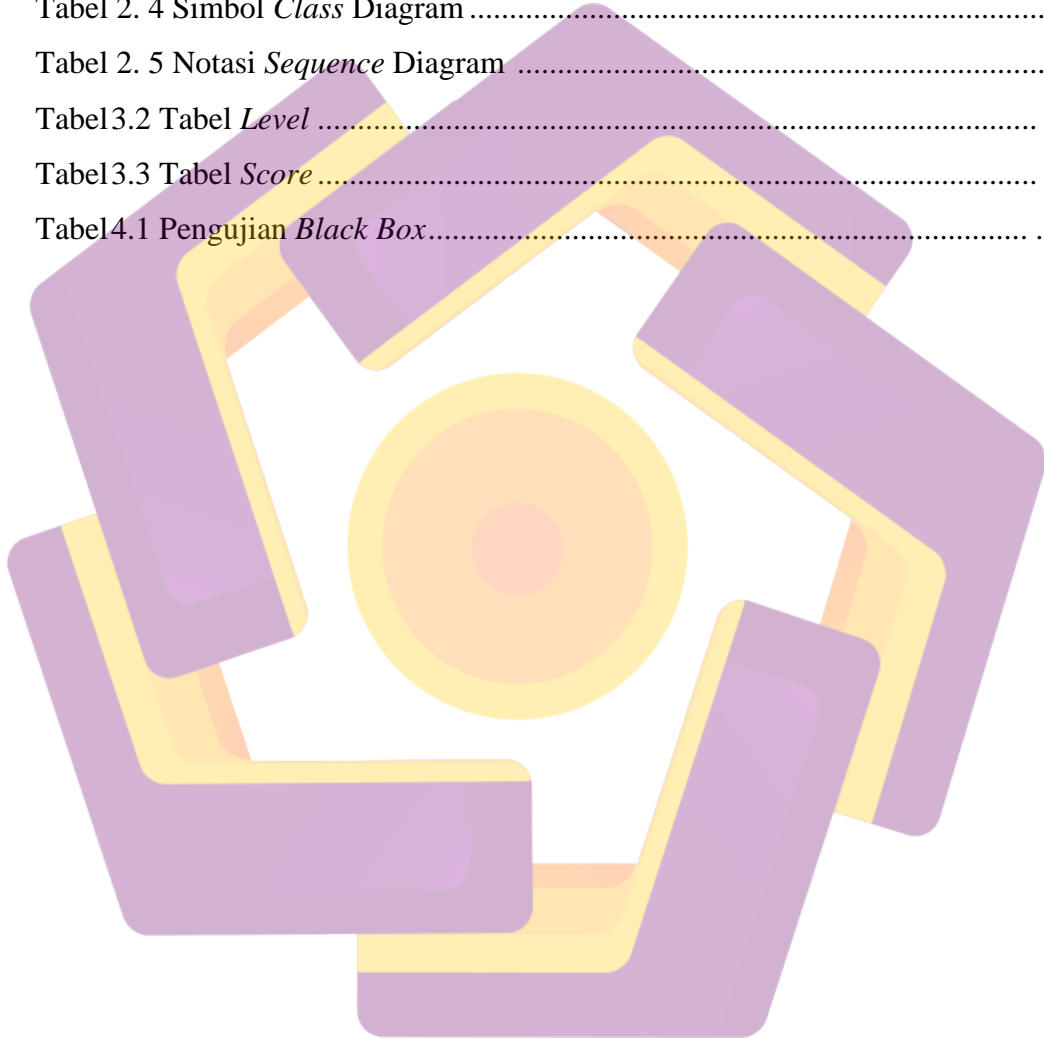 Tabel 2. 4 Simbol Class Diagram ........................................................................
Tabel 2. 5 Notasi Sequence Diagram ..................................................................
Tabel3.2 Tabel Level ..........................................................................................
Tabel3.3 Tabel Score ..........................................................................................
Tabel4.1 Pengujian Black Box........................................................................... .